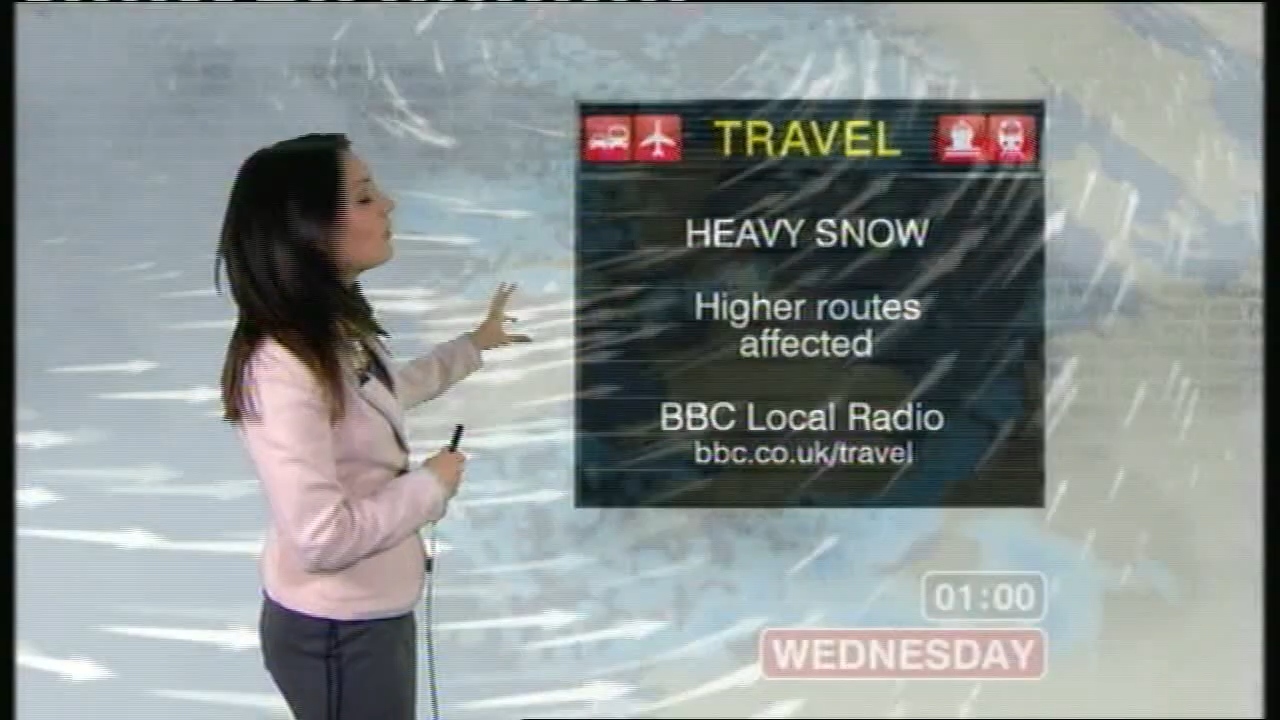 TRAVEL
HEAVY SNOW
Higher routes
affected
BBC Local Radio
bbc.co.uk/travel
01:00
WEDNESDAY